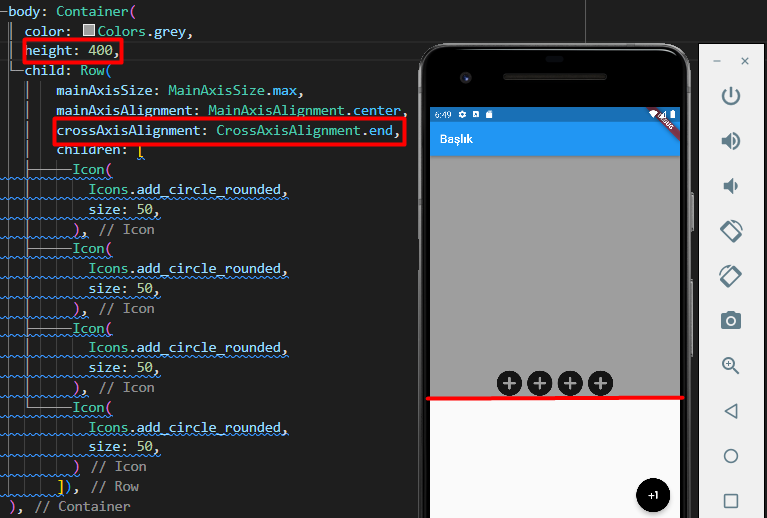 body: Container(
color: Colors.grey,
height: 400,
child: Row(
mainAxisSize: MainAxisSize.max,
mainAxisAlignment: MainAxisAlignment.center,
crossAxisAlignment: CrossAxisAlignment.end,
children: [
Icon(
Icons.add_circle_rounded,
size: 50,
), // Icon
Icon(
Icons.add_circle_rounded,
size: 50,
), // Icon
Icon(
Icons.add_circle_rounded,
size: 50,
), // Icon
Icon(
Icons.add_circle_rounded,
size: 50,
) // Icon
]), // Row
), // Container
6:49
DEBUG
Başlık
+1